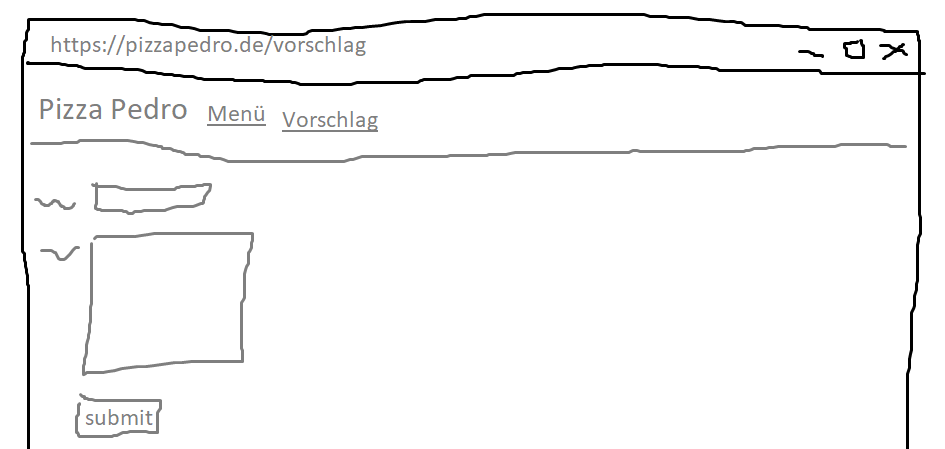 https://pizzapedro.de/vorschlag
Pizza Pedro Menü Vorschlag
submit